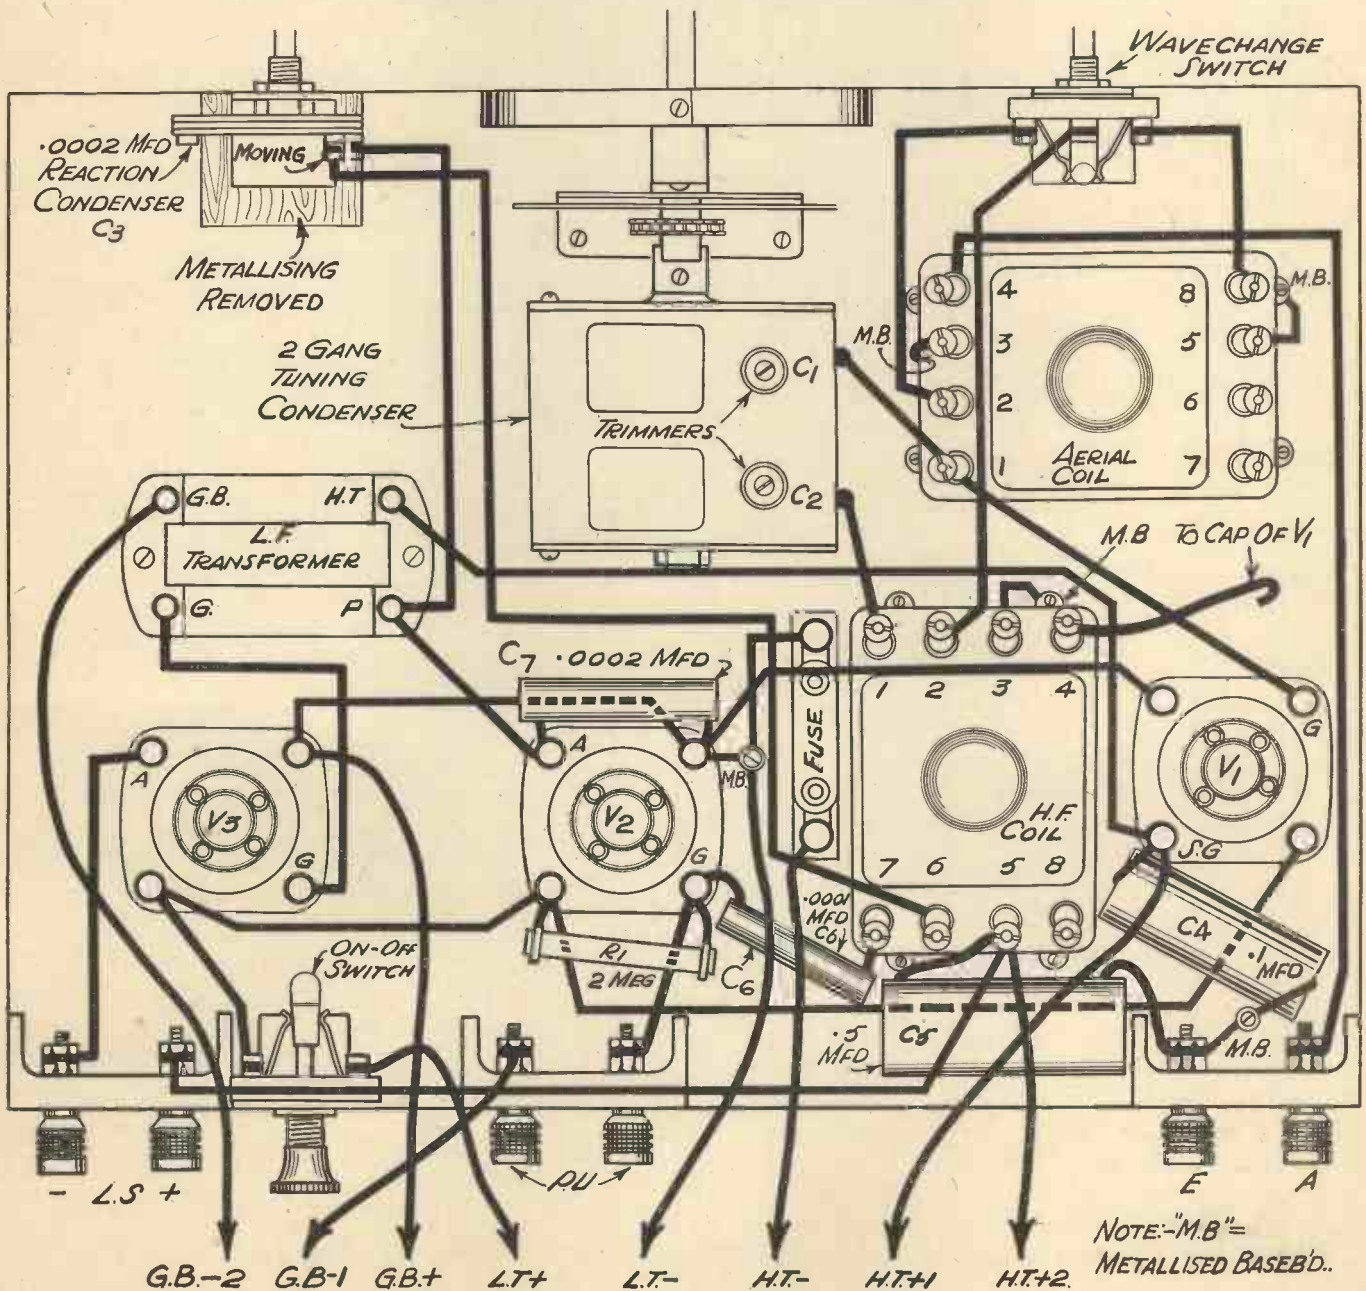 WAVECHANGE
SWITCH
.0002 MFD
REACTION
CONDENSER
C3
MOVING
METALLISING
REMOVED
2 GANG
TUNING
CONDENSER
C1
TRIMMERS
C2
M.B.
4
3
2
1
8
5
6
7
M.B.
AERIAL
COIL
G.B.
H.T
L.F.
TRANSFORMER
G.
P
M.B
TO CAP OF V1
C7 .0002 MFD
FUSE
1 2 3 4
H.F.
COIL
7 6 5 8
G
V1
S.G
A
V3
G
A
V2
M.B.
G
.0001
MFD
C6
C4
.1
MFD
R1
2 MEG
C6
ON-OFF
SWITCH
.5
MFD
C5
M.B.
- L.S +
P.U
E
A
G.B.-2
G.B-1
G.B.+
L.T+
L.T.-
H.T.-
H.T.+1
H.T.+2.
NOTE:-"M.B"=
METALLISED BASEB'D..